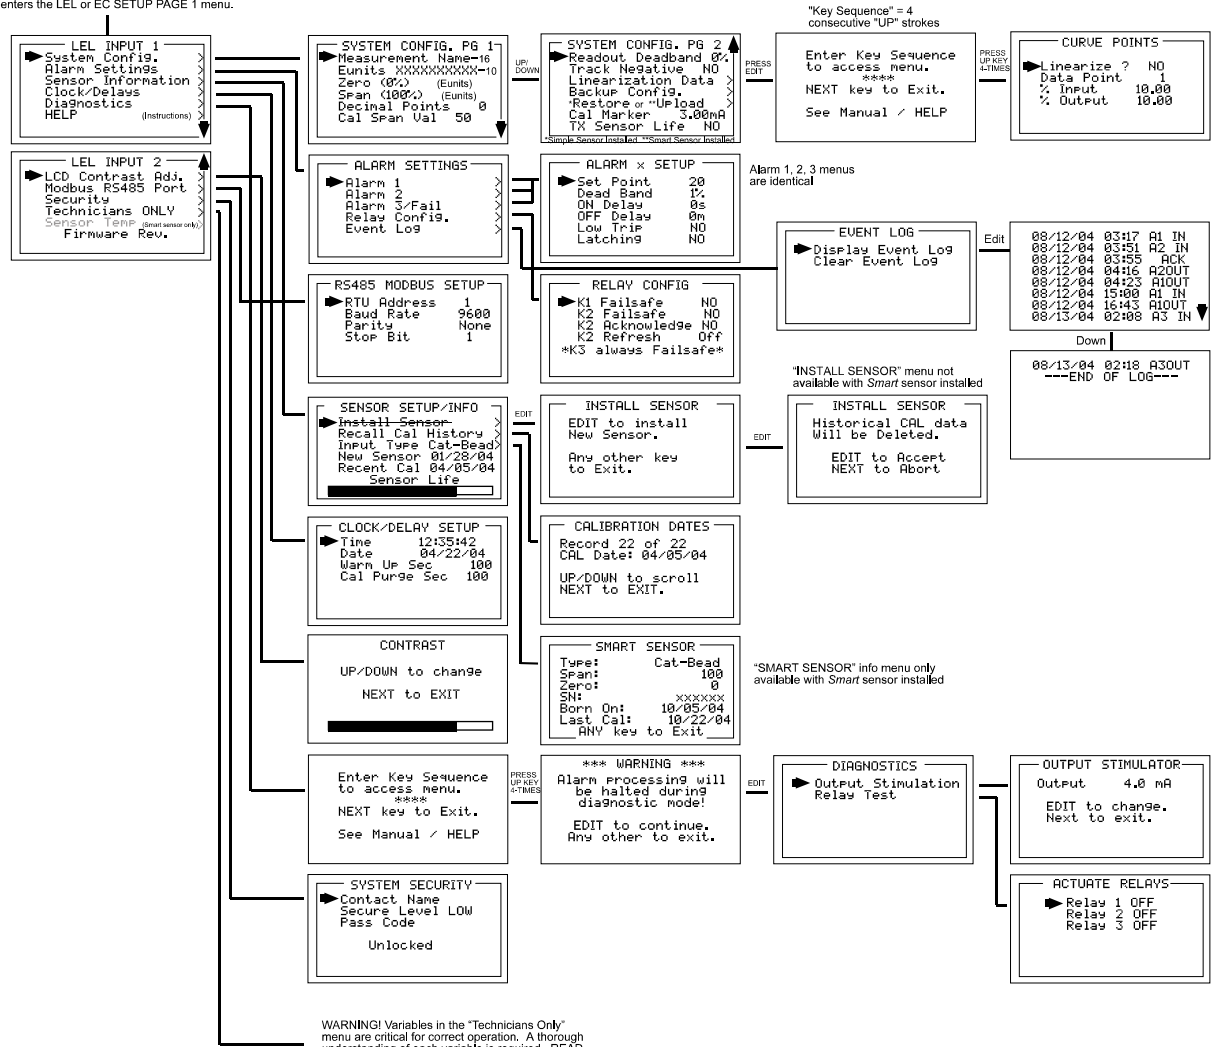 enters the LEL or EC SETUP PAGE 1 menu.
LEL INPUT 1
System Config. >
Alarm Settings >
Sensor Information >
Clock/Delays >
Diagnostics >
HELP (Instructions) >
LEL INPUT 2
LCD Contrast Adj. >
Modbus RS485 Port >
Security >
Technicians ONLY >
Sensor Temp (Smart sensor only)>
Firmware Rev.
SYSTEM CONFIG. PG 1
Measurement Name-16
Eunits XXXXXXXXXX-10
Zero (0%) (Eunits)
Span (100%) (Eunits)
Decimal Points 0
Cal Span Val 50
UP/
DOWN
SYSTEM CONFIG. PG 2
Readout Deadband 0%
Track Negative NO
Linearization Data >
Backup Config. >
*Restore or **Upload >
Cal Marker 3.00mA
TX Sensor Life NO
*Simple Sensor Installed **Smart Sensor Installed
PRESS
EDIT
"Key Sequence" = 4
consecutive "UP" strokes
Enter Key Sequence
to access menu.
****
NEXT key to Exit.
See Manual / HELP
PRESS
UP KEY
4-TIMES
CURVE POINTS
Linearize ? NO
Data Point 1
% Input 10.00
% Output 10.00
ALARM SETTINGS
Alarm 1 >
Alarm 2 >
Alarm 3/Fail >
Relay Config. >
Event Log >
ALARM x SETUP
Set Point 20
Dead Band 1%
ON Delay 0s
OFF Delay 0m
Low Trip NO
Latching NO
Alarm 1, 2, 3 menus
are identical
EVENT LOG
Display Event Log
Clear Event Log
Edit
08/12/04 03:17 A1 IN
08/12/04 03:51 A2 IN
08/12/04 03:55 ACK
08/12/04 04:16 A2OUT
08/12/04 04:23 A1OUT
08/12/04 15:00 A1 IN
08/12/04 16:43 A1OUT
08/13/04 02:08 A3 IN
Down
08/13/04 02:18 A3OUT
---END OF LOG---
RS485 MODBUS SETUP
RTU Address 1
Baud Rate 9600
Parity None
Stop Bit 1
RELAY CONFIG
K1 Failsafe NO
K2 Failsafe NO
K2 Acknowledge NO
K2 Refresh Off
*K3 always Failsafe*
SENSOR SETUP/INFO
Install Sensor >
Recall Cal History >
Input Type Cat-Bead>
New Sensor 01/28/04
Recent Cal 04/05/04
Sensor Life
EDIT
INSTALL SENSOR
EDIT to install
New Sensor.
Any other key
to Exit.
EDIT
"INSTALL SENSOR" menu not
available with Smart sensor installed
INSTALL SENSOR
Historical CAL data
Will be Deleted.
EDIT to Accept
NEXT to Abort
CLOCK/DELAY SETUP
Time 12:35:42
Date 04/22/04
Warm Up Sec 100
Cal Purge Sec 100
CALIBRATION DATES
Record 22 of 22
CAL Date: 04/05/04
UP/DOWN to scroll
NEXT to EXIT.
CONTRAST
UP/DOWN to change
NEXT to EXIT
SMART SENSOR
Type: Cat-Bead
Span: 100
Zero: 0
SN: xxxxxx
Born On: 10/05/04
Last Cal: 10/22/04
ANY key to Exit
"SMART SENSOR" info menu only
available with Smart sensor installed
Enter Key Sequence
to access menu.
****
NEXT key to Exit.
See Manual / HELP
PRESS
UP KEY
4-TIMES
*** WARNING ***
Alarm processing will
be halted during
diagnostic mode!
EDIT to continue.
Any other to exit.
EDIT
DIAGNOSTICS
Output Stimulation
Relay Test
OUTPUT STIMULATOR
Output 4.0 mA
EDIT to change.
Next to exit.
ACTUATE RELAYS
Relay 1 OFF
Relay 2 OFF
Relay 3 OFF
SYSTEM SECURITY
Contact Name
Secure Level LOW
Pass Code
Unlocked
WARNING! Variables in the "Technicians Only"
menu are critical for correct operation. A thorough
understanding of each variable is required. READ